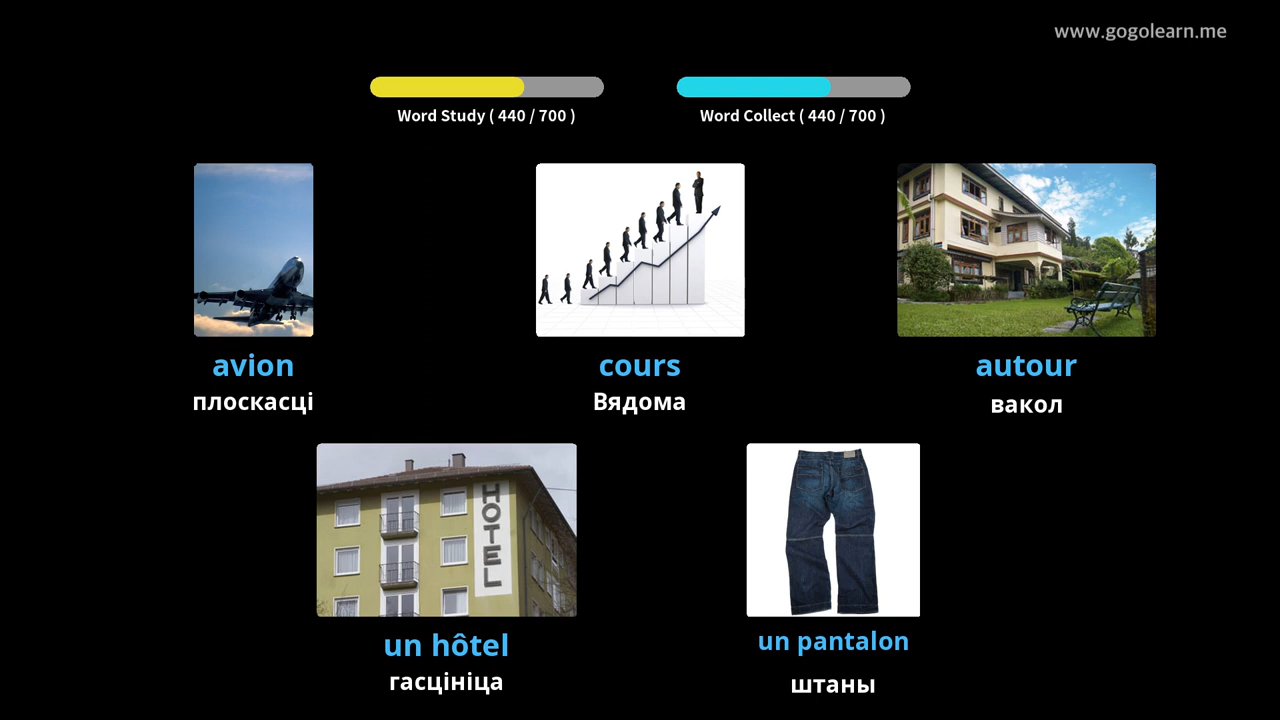 www.gogolearn.me
Word Study ( 440 / 700 )
Word Collect ( 440 / 700 )
avion
плоскасці
cours
Вядома
autour
вакол
HOTEL
un hôtel
гасцініца
un pantalon
штаны